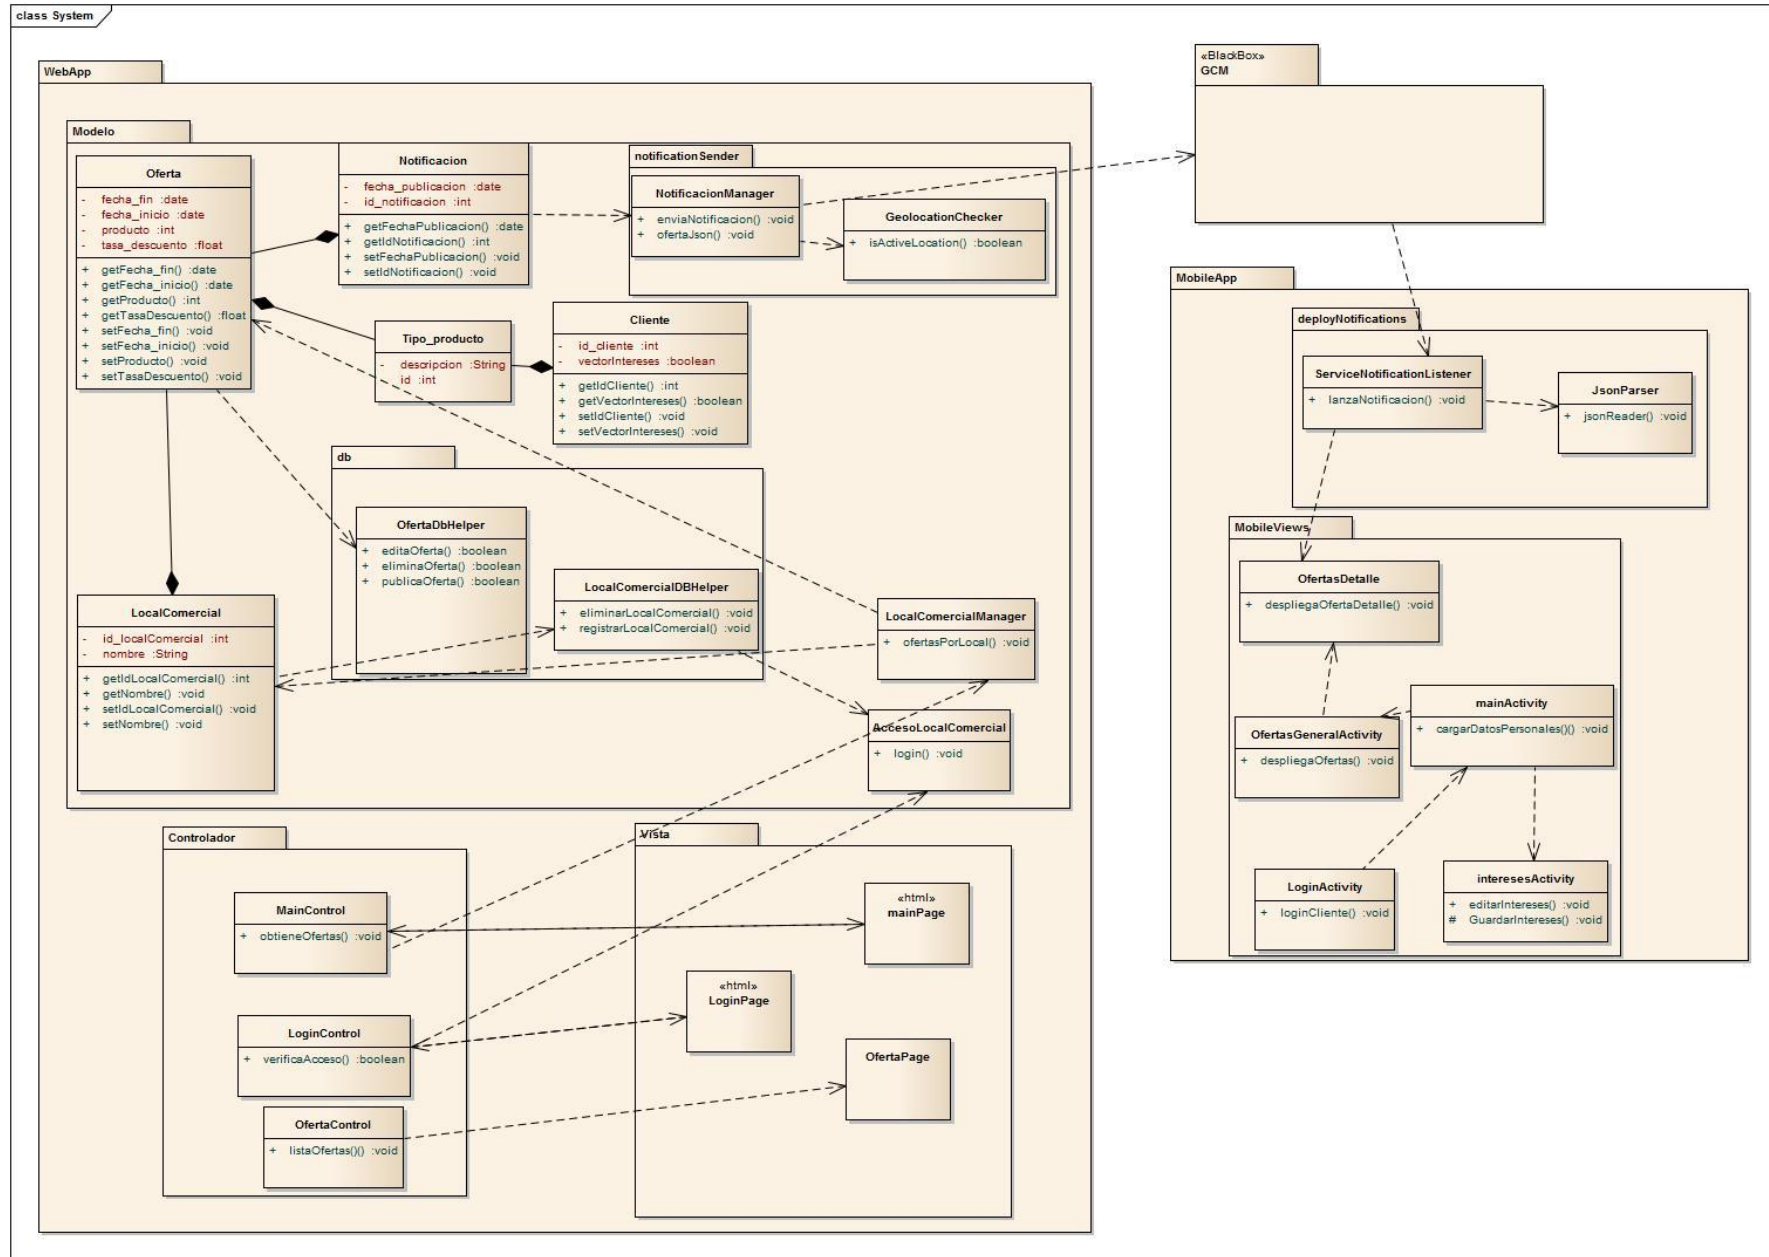 class System
WebApp
Modelo
Oferta
- fecha_fin :date
- fecha_inicio :date
- producto :int
- tasa_descuento :float
+ getFecha_fin() :date
+ getFecha_inicio() :date
+ getProducto() :int
+ getTasaDescuento() :float
+ setFecha_fin() :void
+ setFecha_inicio() :void
+ setProducto() :void
+ setTasaDescuento() :void
Notificacion
- fecha_publicacion :date
- id_notificacion :int
+ getFechaPublicacion() :date
+ getIdNotificacion() :int
+ setFechaPublicacion() :void
+ setIdNotificacion() :void
notificationSender
NotificacionManager
+ enviaNotificacion() :void
+ ofertaJson() :void
GeolocationChecker
+ isActiveLocation() :boolean
Tipo_producto
- descripcion :String
id :int
Cliente
- id_cliente :int
- vectorIntereses :boolean
+ getIdCliente() :int
+ getVectorIntereses() :boolean
+ setIdCliente() :void
+ setVectorIntereses() :void
db
OfertaDbHelper
+ editaOferta() :boolean
+ eliminaOferta() :boolean
+ publicaOferta() :boolean
LocalComercialDBHelper
+ eliminarLocalComercial() :void
+ registrarLocalComercial() :void
LocalComercial
- id_localComercial :int
- nombre :String
+ getIdLocalComercial() :int
+ getNombre() :void
+ setIdLocalComercial() :void
+ setNombre() :void
LocalComercialManager
+ ofertasPorLocal() :void
AccesoLocalComercial
+ login() :void
Controlador
MainControl
+ obtieneOfertas() :void
LoginControl
+ verificaAcceso() :boolean
OfertaControl
+ listaOfertas()() :void
Vista
«html»
mainPage
«html»
LoginPage
OfertaPage
«BlackBox»
GCM
MobileApp
deployNotifications
ServiceNotificationListener
+ lanzaNotificacion() :void
JsonParser
+ jsonReader() :void
MobileViews
OfertasDetalle
+ despliegaOfertaDetalle() :void
OfertasGeneralActivity
+ despliegaOfertas() :void
mainActivity
+ cargarDatosPersonales()() :void
LoginActivity
+ loginCliente() :void
interesesActivity
+ editarIntereses() :void
# GuardarIntereses() :void